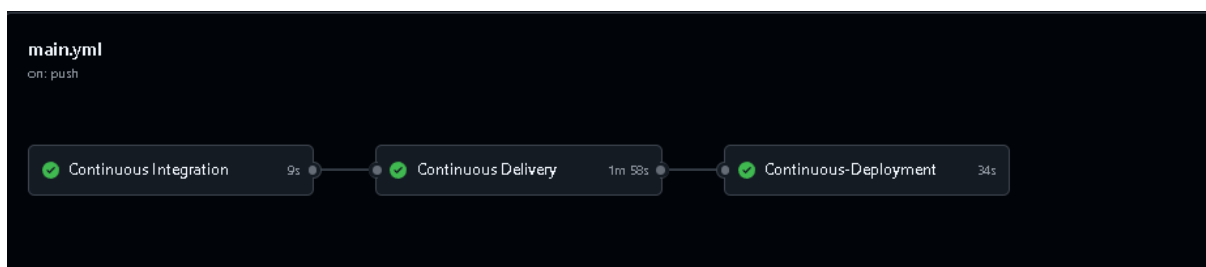 main.yml
on: push
Continuous Integration 9s
Continuous Delivery 1m 58s
Continuous-Deployment 34s